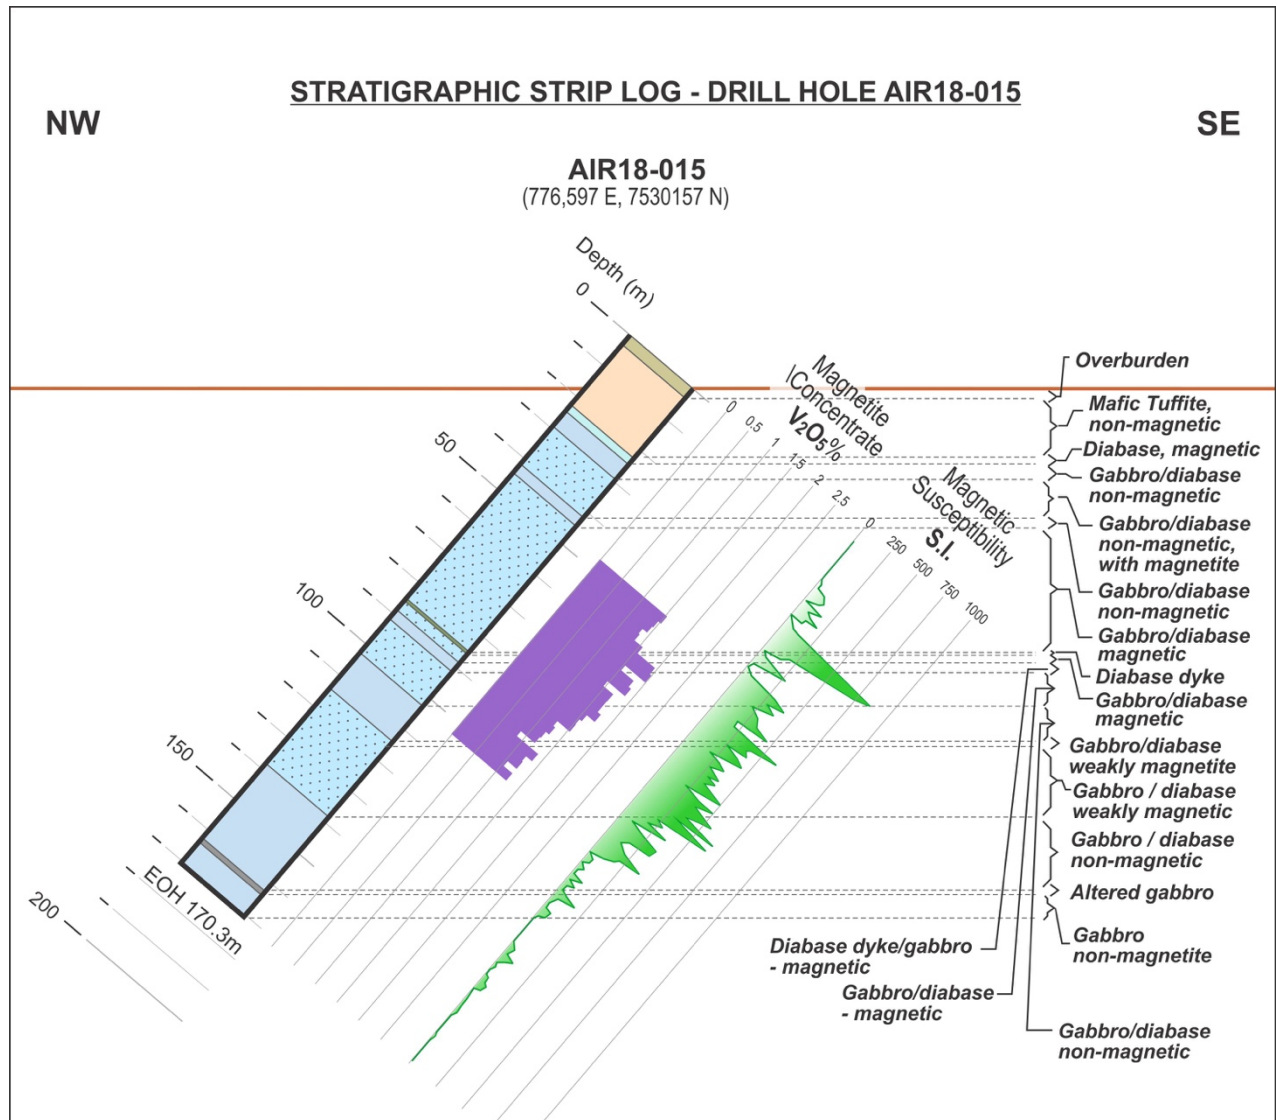 STRATIGRAPHIC STRIP LOG - DRILL HOLE AIR18-015
NW
SE
AIR18-015
(776,597 E, 7530157 N)
Depth (m)
0
50
100
150
200
EOH 170.3m
Magnetite
Concentrate
V₂O₅%
0
0.5
1
1.5
2
2.5
Magnetic
Susceptibility
S.I.
0
250
500
750
1000
Overburden
Mafic Tuffite,
non-magnetic
Diabase, magnetic
Gabbro/diabase
non-magnetic
Gabbro/diabase
non-magnetic,
with magnetite
Gabbro/diabase
non-magnetic
Gabbro/diabase
magnetic
Diabase dyke
Gabbro/diabase
magnetic
Gabbro/diabase
weakly magnetite
Gabbro / diabase
weakly magnetic
Gabbro / diabase
non-magnetic
Altered gabbro
Gabbro
non-magnetite
Diabase dyke/gabbro
- magnetic
Gabbro/diabase
- magnetic
Gabbro/diabase
non-magnetic